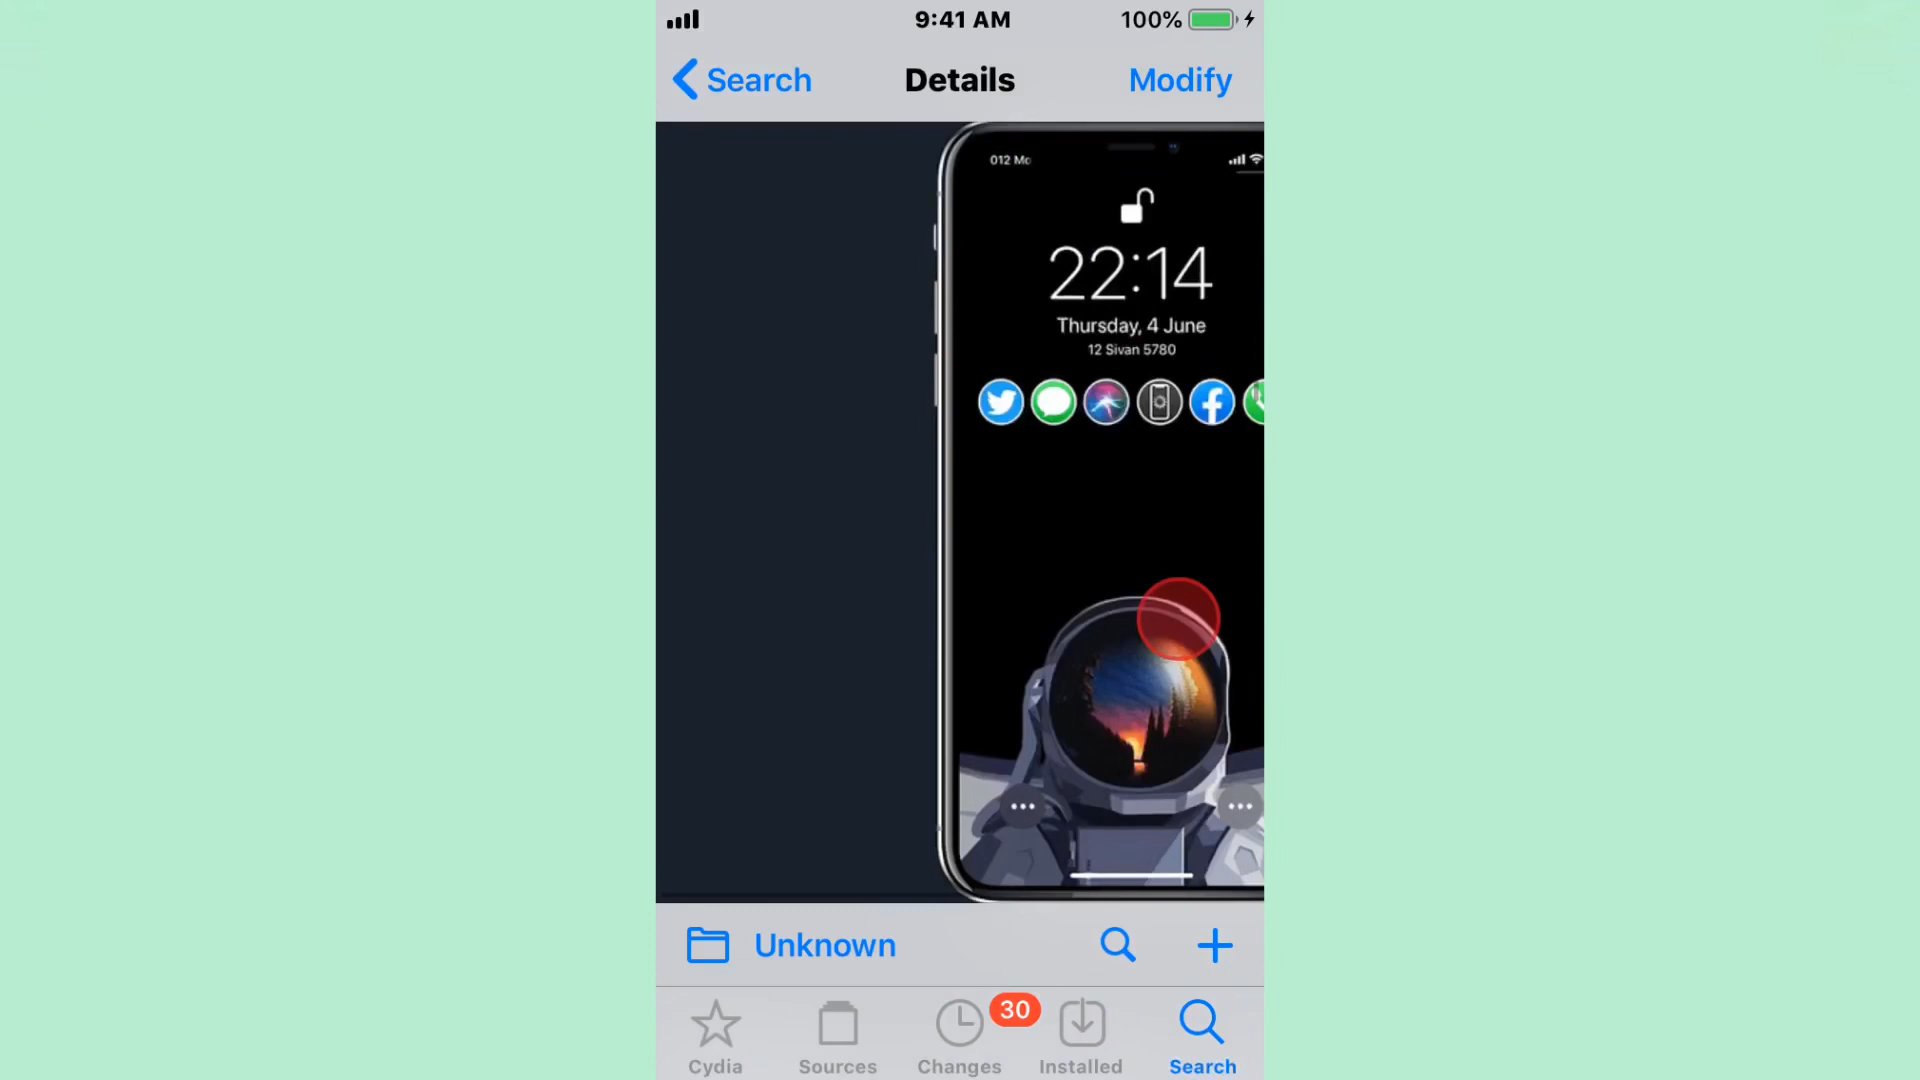 9:41 AM
100%
Search
Details
Modify
012 Mo
22:14
Thursday, 4 June
12 Sivan 5780
Unknown
30
Cydia
Sources
Changes
Installed
Search